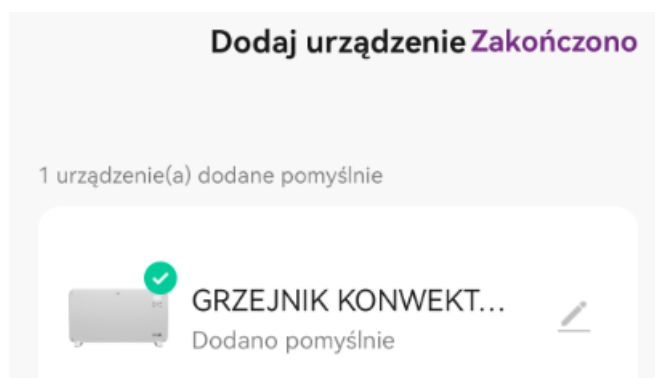 Dodaj urządzenie Zakończono
1 urządzenie(a) dodane pomyślnie
GRZEJNIK KONWEKT...
Dodano pomyślnie